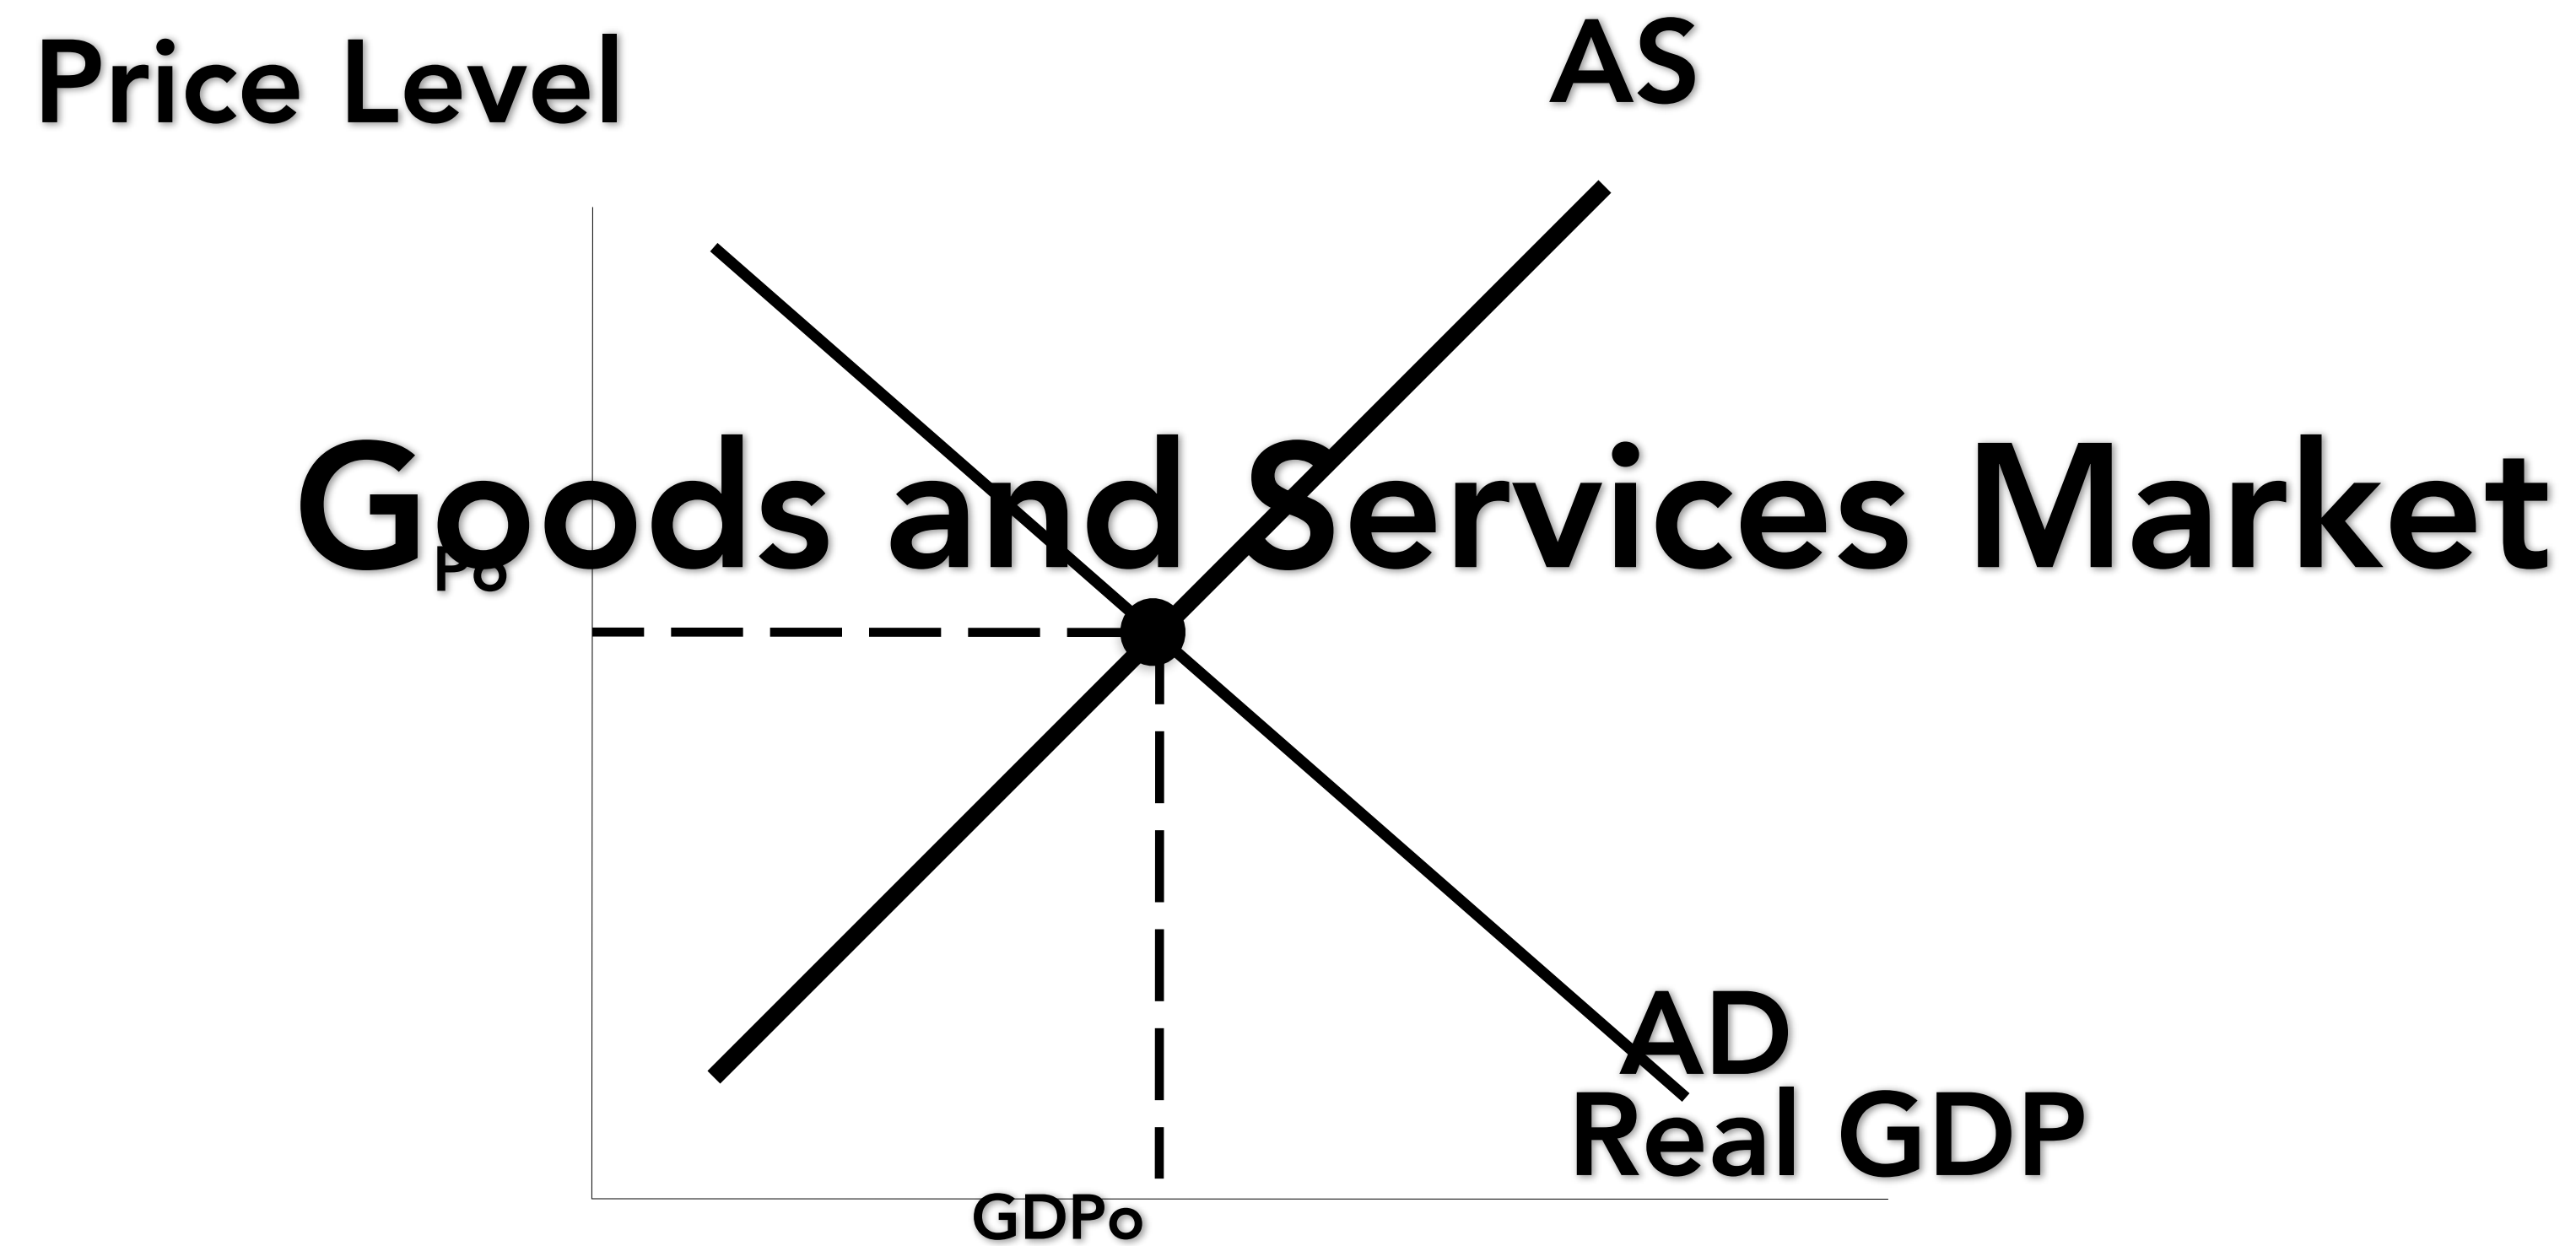 Price Level
AS
Goods and Services Market
Po
AD
Real GDP
GDPo